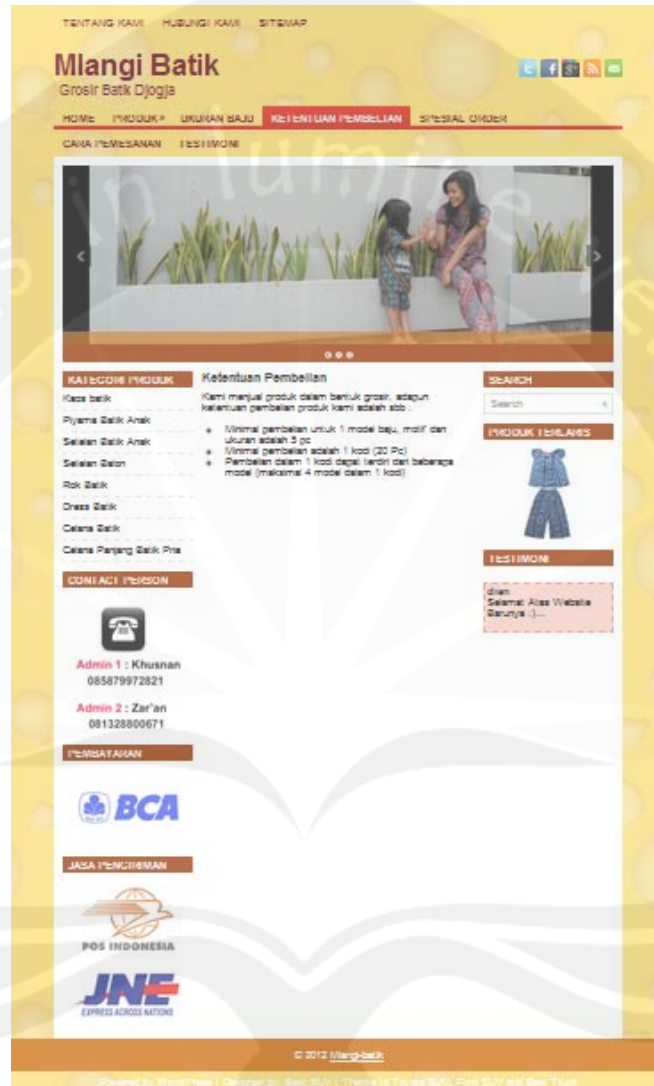 TENTANG KAMI HUBUNGI KAMI SITEMAP
Mlangi Batik
Grosir Batik Djogja
HOME PRODUK» UKURAN BAJU KETENTUAN PEMBELIAN SPESIAL ORDER
CARA PEMESANAN TESTIMONI
KATEGORI PRODUK
Kaos batik
Piyama Batik Anak
Setelan Batik Anak
Setelan Balon
Rok Batik
Dress Batik
Celana Batik
Celana Panjang Batik Pria
CONTACT PERSON
Admin 1 : Khusnan
085879972821
Admin 2 : Zar'an
081328800671
PEMBAYARAN
BCA
JASA PENGIRIMAN
POS INDONESIA
JNE
EXPRESS ACROSS NATIONS
Ketentuan Pembelian
Kami menjual produk dalam bentuk grosir, adapun
ketentuan pembelian produk kami adalah sbb :
Minimal pembelian untuk 1 model baju, motif dan
ukuran adalah 5 pc
Minimal pembelian adalah 1 kodi (20 Pc)
Pembelian dalam 1 kodi dapat terdiri dari beberapa
model (maksimal 4 model dalam 1 kodi)
SEARCH
Search
PRODUK TERLARIS
TESTIMONI
dian
Selamat Atas Website
Barunya :)...
© 2012 Mlangi-batik
in lumine